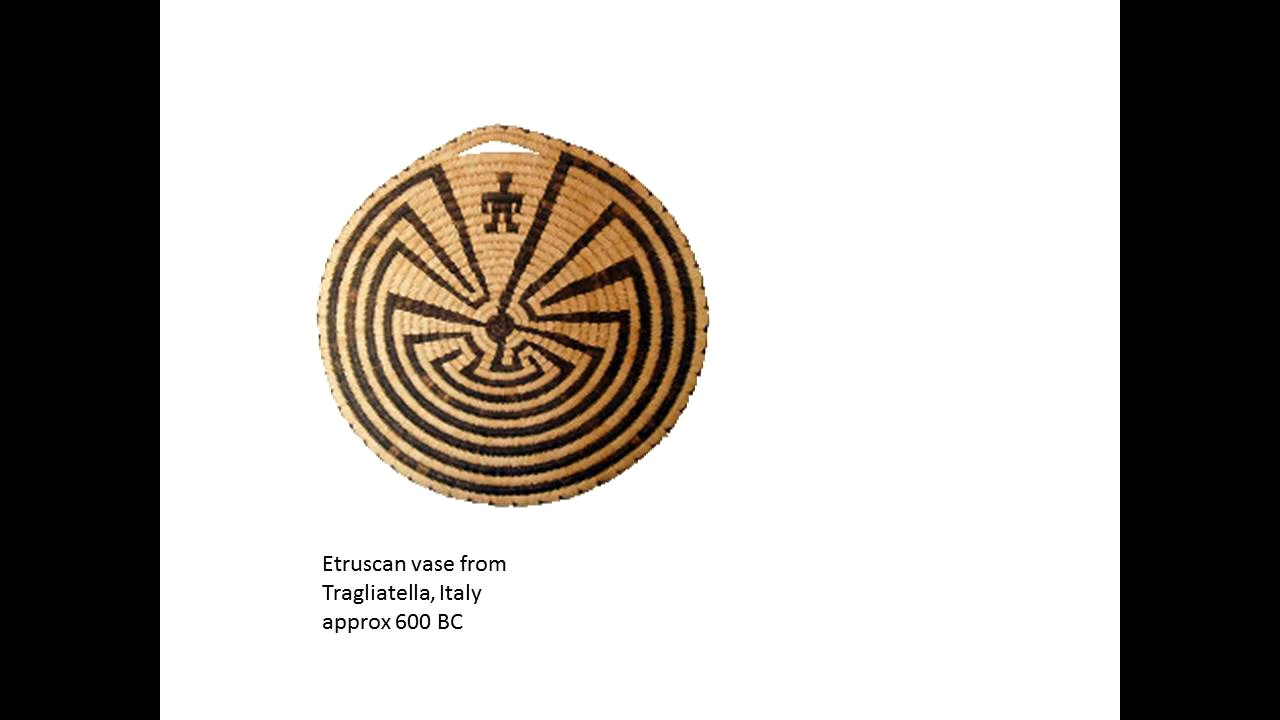 Etruscan vase from
Tragliatella, Italy
approx 600 BC